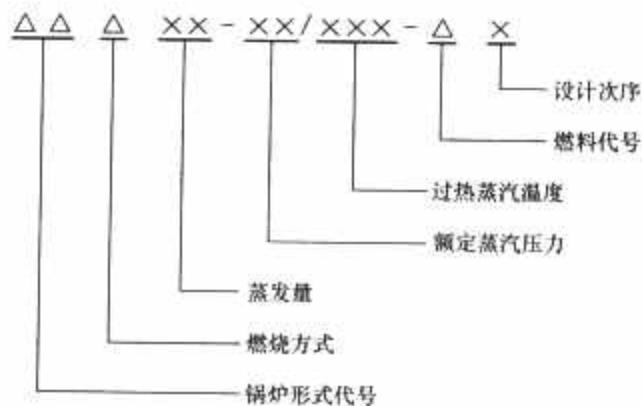 △△ △ ××-××/×××-△ ×
设计次序
燃料代号
过热蒸汽温度
额定蒸汽压力
蒸发量
燃烧方式
锅炉形式代号